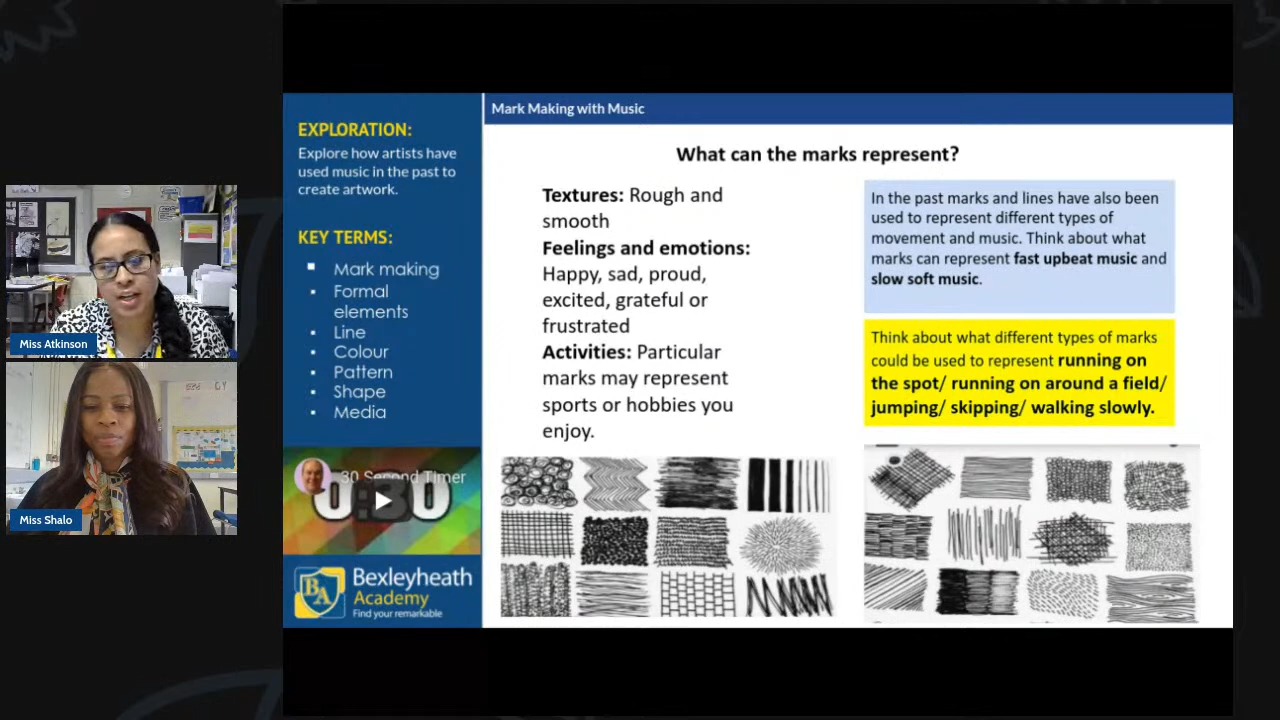 Mark Making with Music
EXPLORATION:
Explore how artists have
used music in the past to
create artwork.
KEY TERMS:
Mark making
Formal
elements
Line
Colour
Pattern
Shape
Media
30 Second Timer
0:30
BA
Bexleyheath
Academy
Find your remarkable
What can the marks represent?
Textures: Rough and
smooth
Feelings and emotions:
Happy, sad, proud,
excited, grateful or
frustrated
Activities: Particular
marks may represent
sports or hobbies you
enjoy.
In the past marks and lines have also been
used to represent different types of
movement and music. Think about what
marks can represent fast upbeat music and
slow soft music.
Think about what different types of marks
could be used to represent running on
the spot/ running on around a field/
jumping/ skipping/ walking slowly.
Miss Atkinson
Miss Shalo